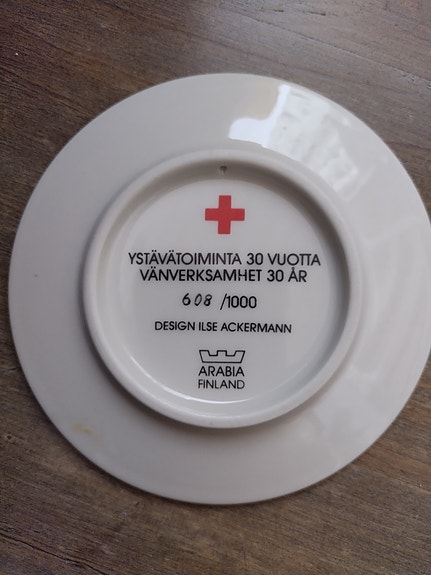 YSTÄVÄTOIMINTA 30 VUOTTA
VÄNVERKSAMHET 30 ÅR
608 /1000
DESIGN ILSE ACKERMANN
ARABIA
FINLAND